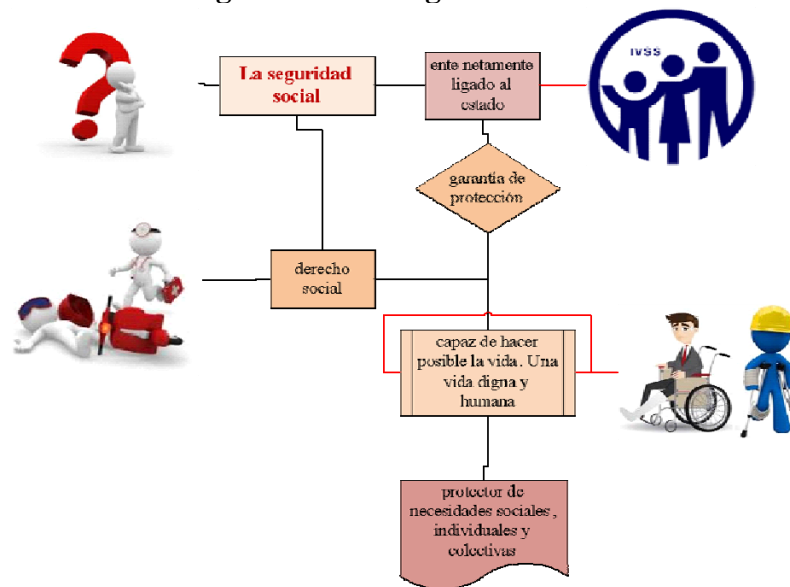 La seguridad
social
ente netamente
ligado al
estado
IVSS
garantía de
protección
derecho
social
capaz de hacer
posible la vida. Una
vida digna y
humana
protector de
necesidades sociales,
individuales y
colectivas